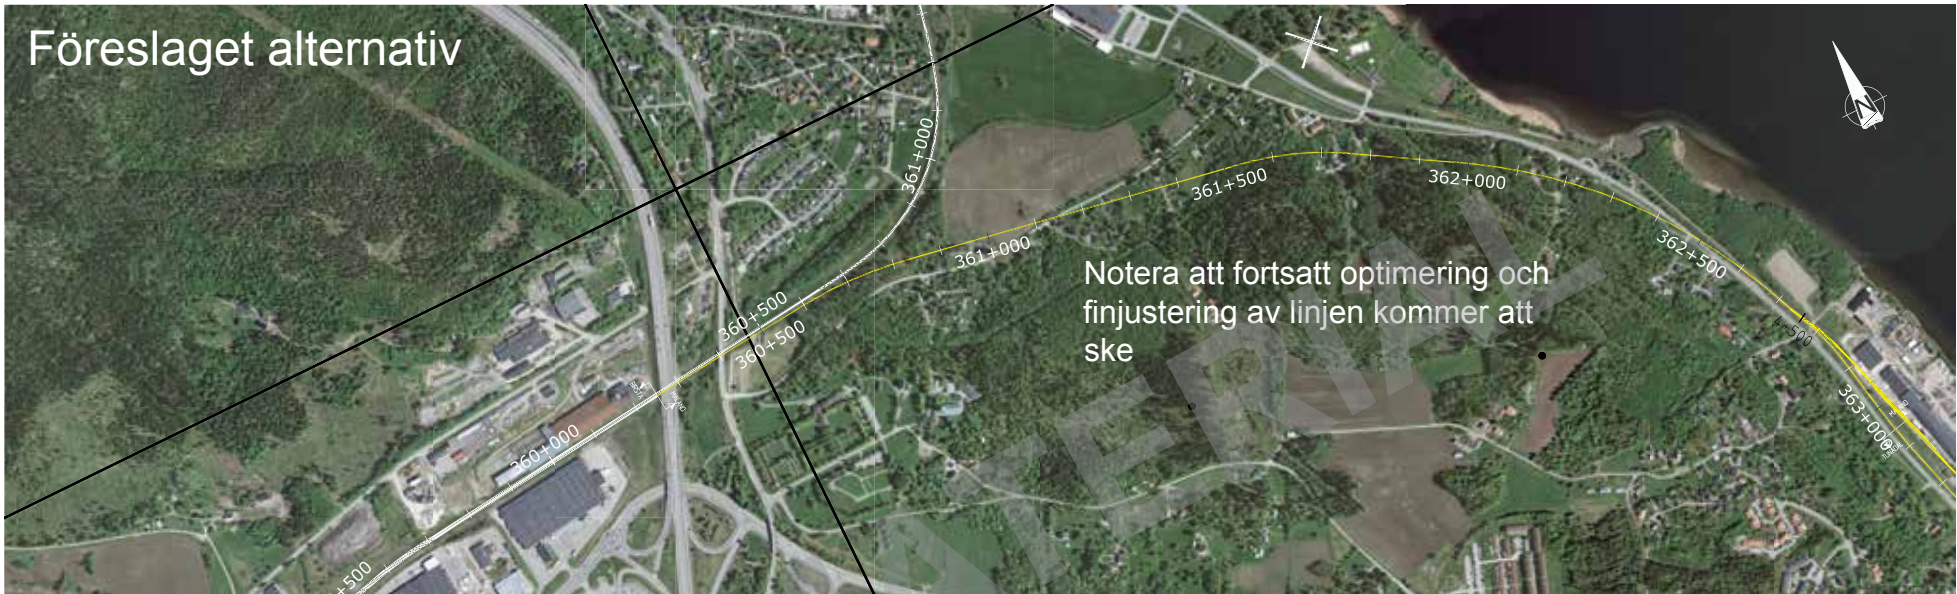 Föreslaget alternativ
361+000
361+500
362+000
361+000
362+500
Notera att fortsatt optimering och
finjustering av linjen kommer att
ske
360+500
360+500
363+000
360+000
+500
MATERIAL
N